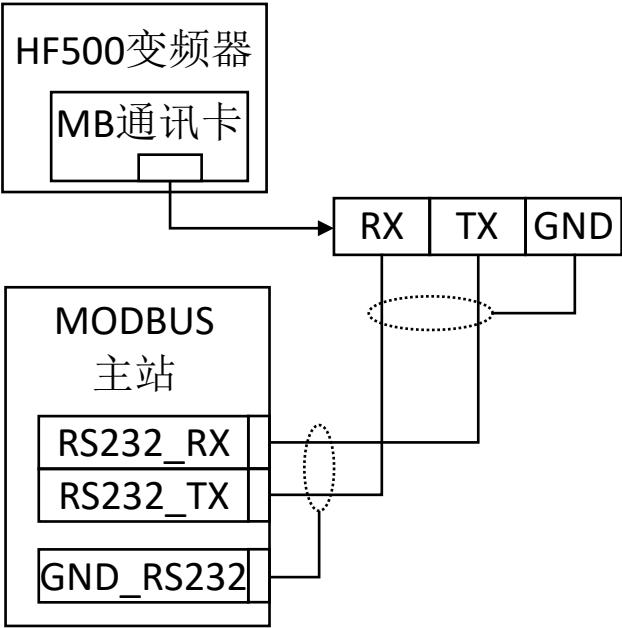 HF500变频器
MB通讯卡
RX TX GND
MODBUS
主站
RS232_RX
RS232_TX
GND_RS232